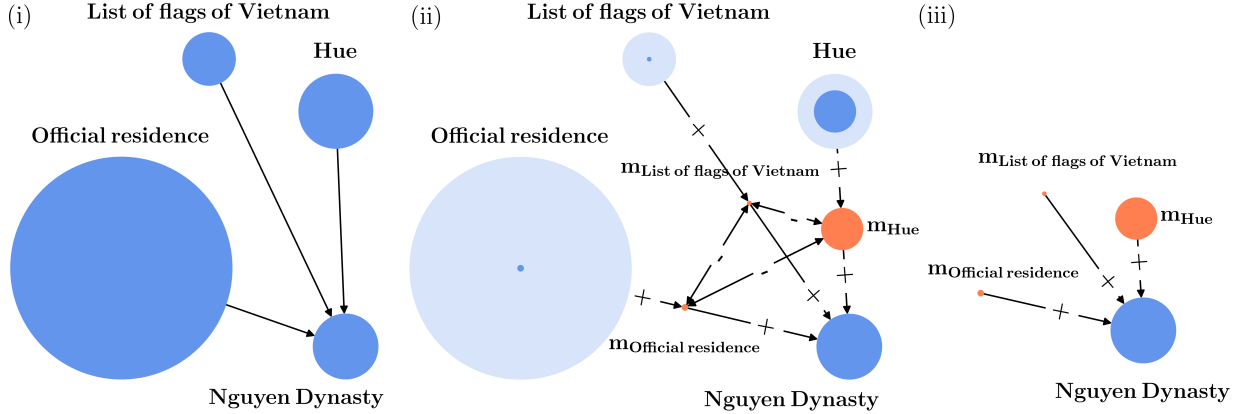 (i)
List of flags of Vietnam
Hue
Official residence
Nguyen Dynasty
(ii)
List of flags of Vietnam
Hue
Official residence
+
+
m_List of flags of Vietnam
m_Hue
+
+
+
+
m_Official residence
Nguyen Dynasty
(iii)
m_List of flags of Vietnam
m_Hue
+
m_Official residence
+
+
Nguyen Dynasty